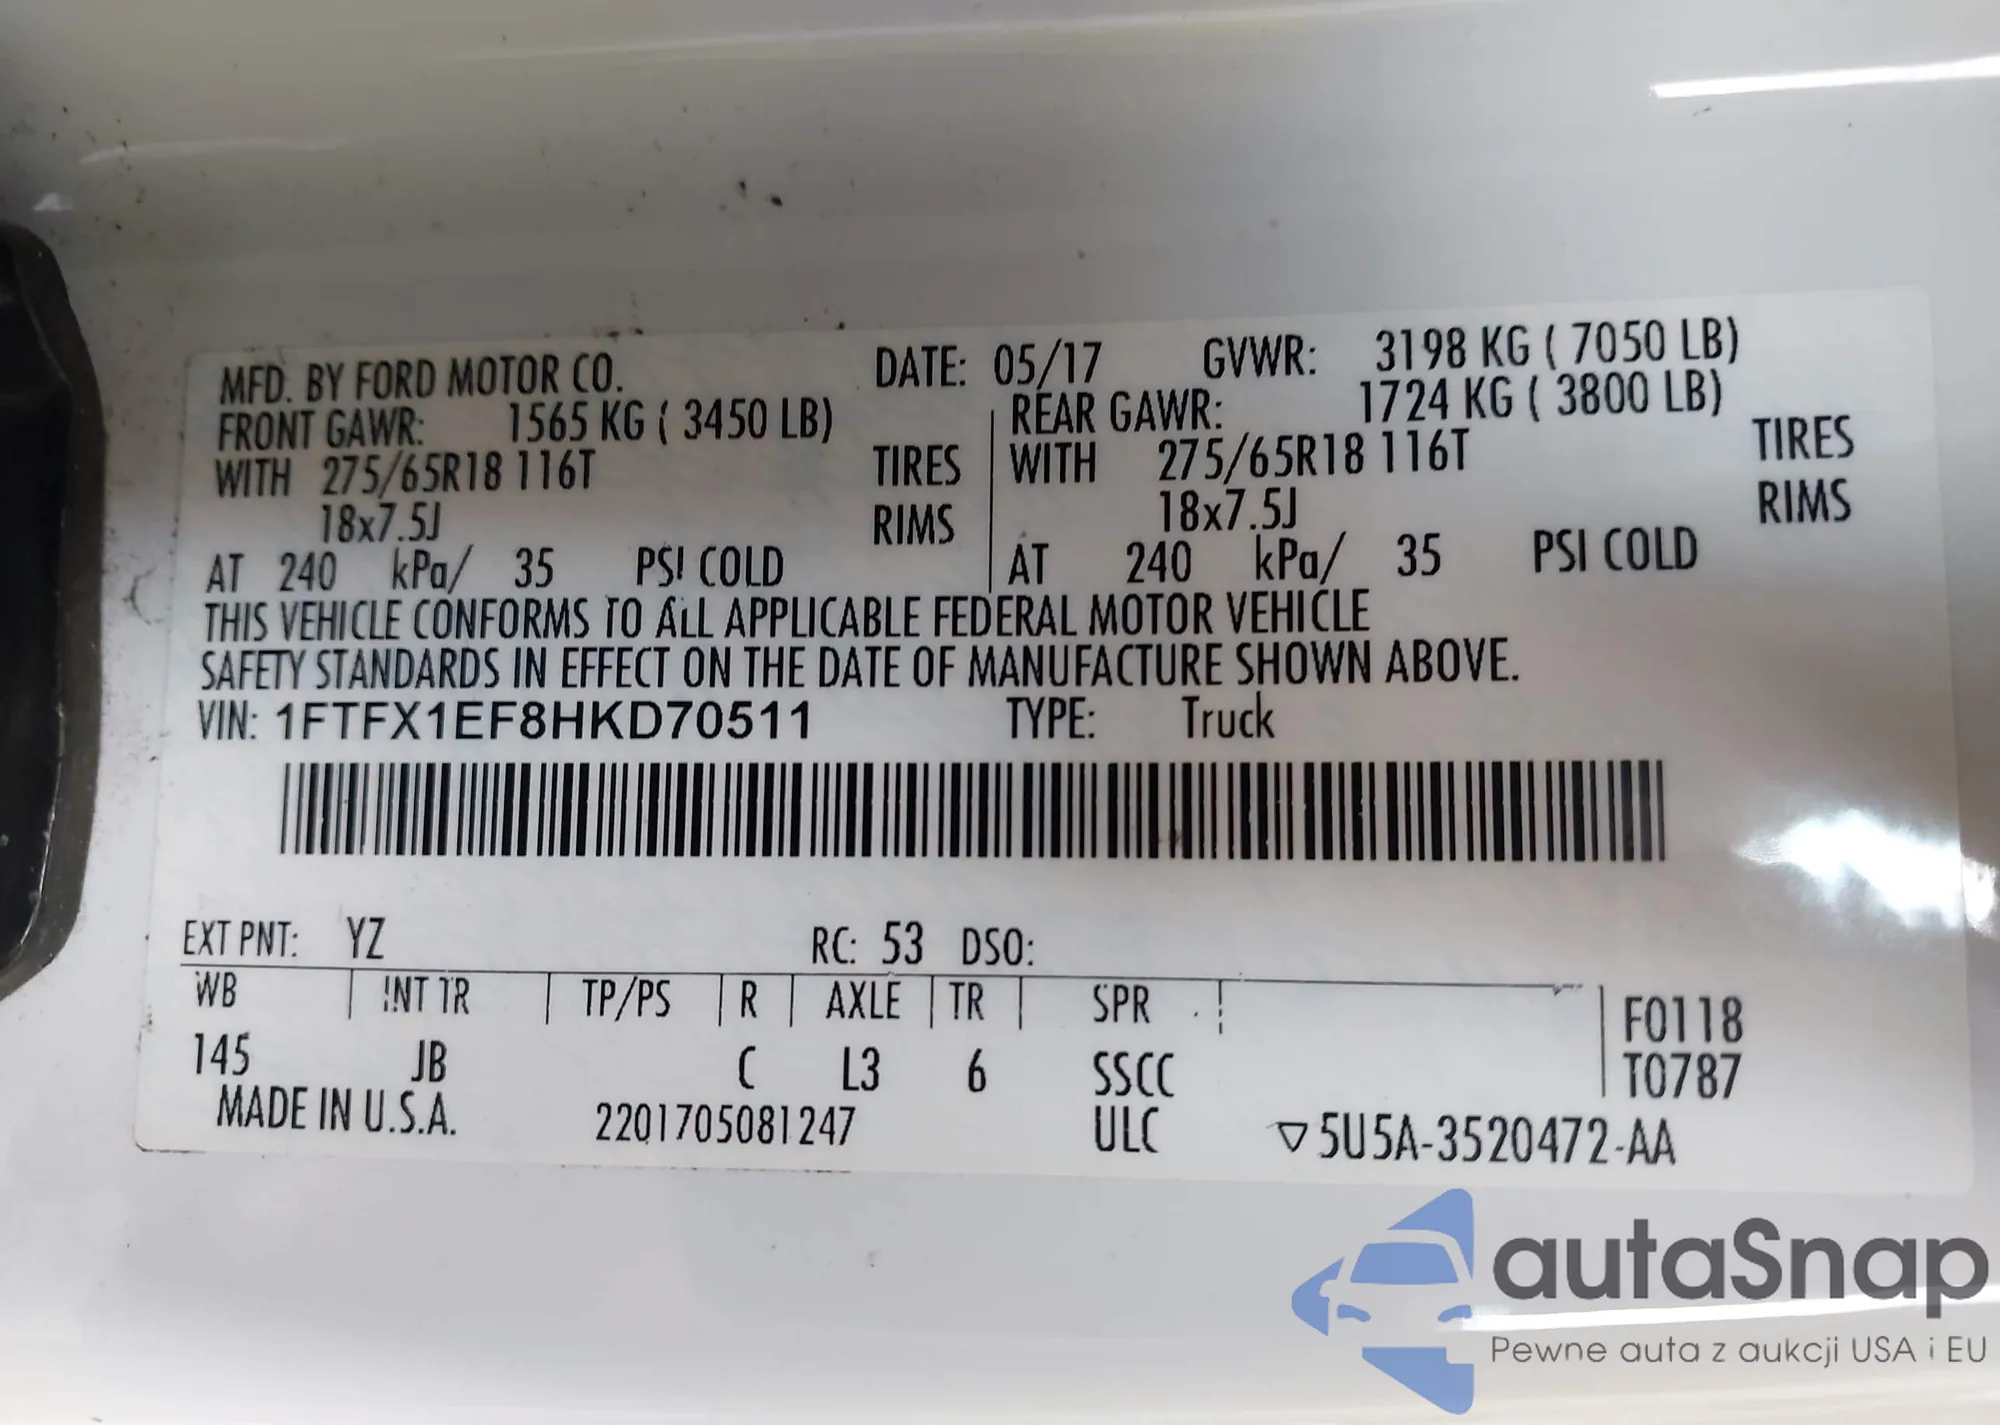 MFD. BY FORD MOTOR CO. DATE: 05/17 GVWR: 3198 KG ( 7050 LB)
FRONT GAWR: 1565 KG ( 3450 LB) REAR GAWR: 1724 KG ( 3800 LB)
WITH 275/65R18 116T TIRES WITH 275/65R18 116T TIRES
18x7.5J RIMS 18x7.5J RIMS
AT 240 kPa/ 35 PSI COLD AT 240 kPa/ 35 PSI COLD
THIS VEHICLE CONFORMS TO ALL APPLICABLE FEDERAL MOTOR VEHICLE
SAFETY STANDARDS IN EFFECT ON THE DATE OF MANUFACTURE SHOWN ABOVE.
VIN: 1FTFX1EF8HKD70511 TYPE: Truck
EXT PNT: YZ RC: 53 DSO:
WB INT TR TP/PS R AXLE TR SPR F0118
145 JB C L3 6 SSCC T0787
MADE IN U.S.A. 2201705081247 ULC ▽5U5A-3520472-AA
autaSnap
Pewne auta z aukcji USA i EU